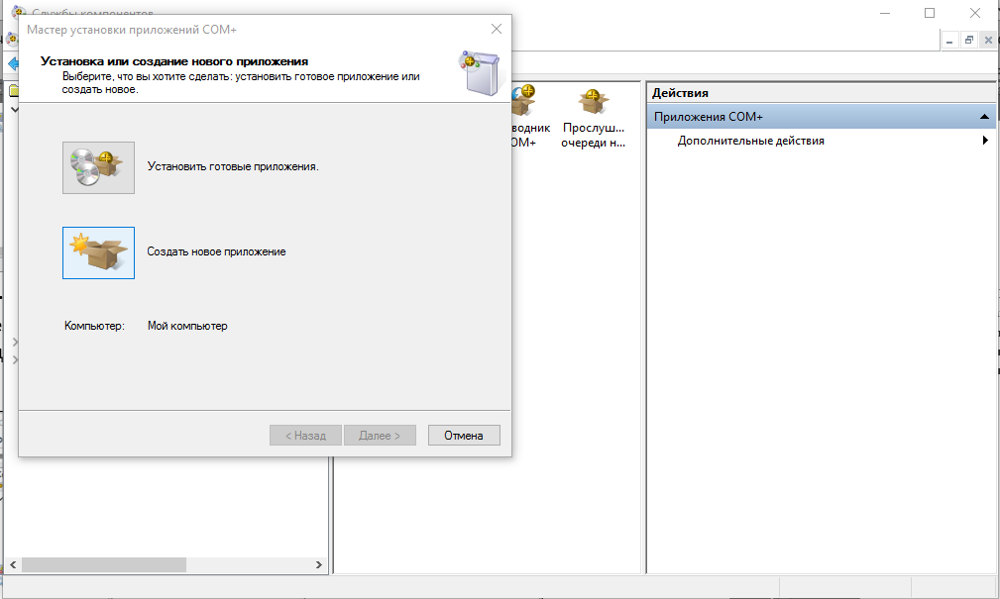 Службы компонентов
Мастер установки приложений COM+
Установка или создание нового приложения
Выберите, что вы хотите сделать: установить готовое приложение или
создать новое.
Установить готовые приложения.
Создать новое приложение
Компьютер: Мой компьютер
< Назад
Далее >
Отмена
водник
OM+
Прослуш...
очереди н...
Действия
Приложения COM+
Дополнительные действия